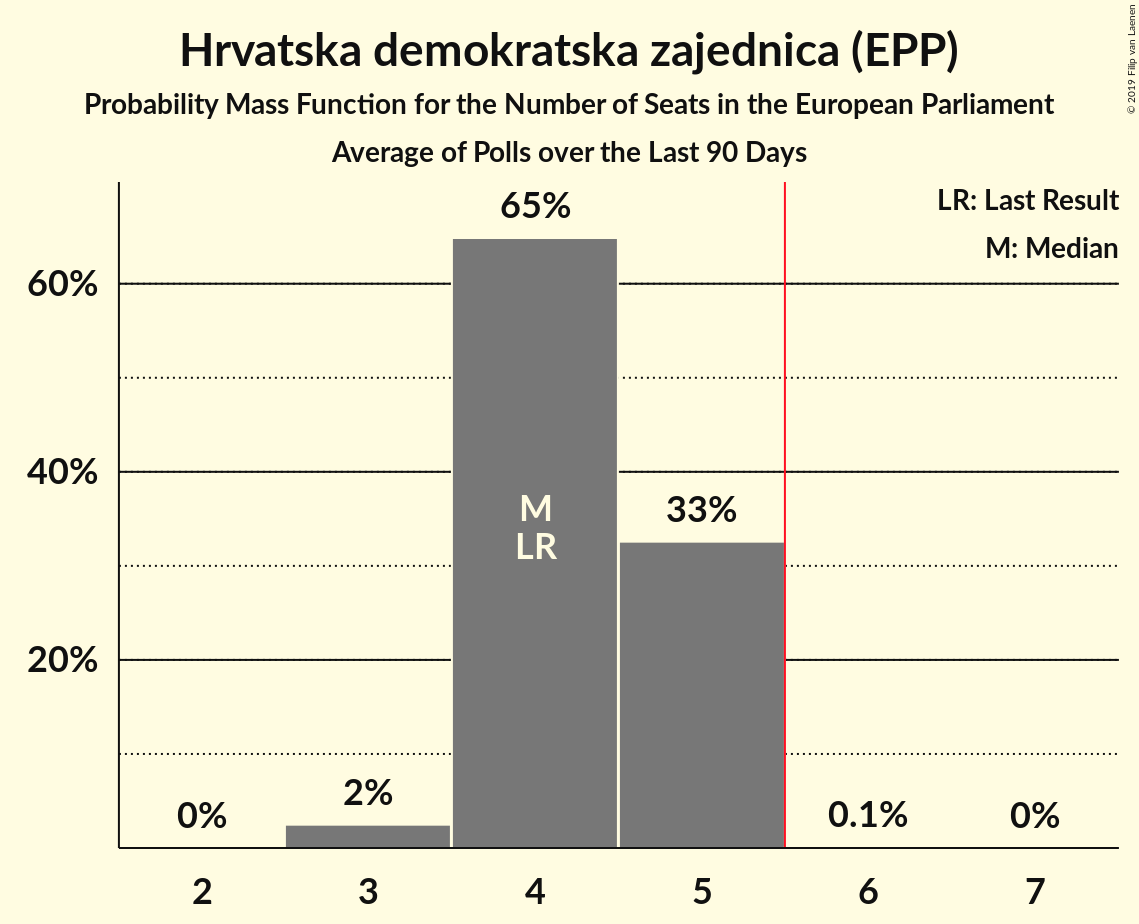 Hrvatska demokratska zajednica (EPP)
Probability Mass Function for the Number of Seats in the European Parliament
Average of Polls over the Last 90 Days
© 2019 Filip van Laenen
LR: Last Result
M: Median
65%
60%
40%
33%
M
LR
20%
2%
0%
0.1%
0%
2 3 4 5 6 7